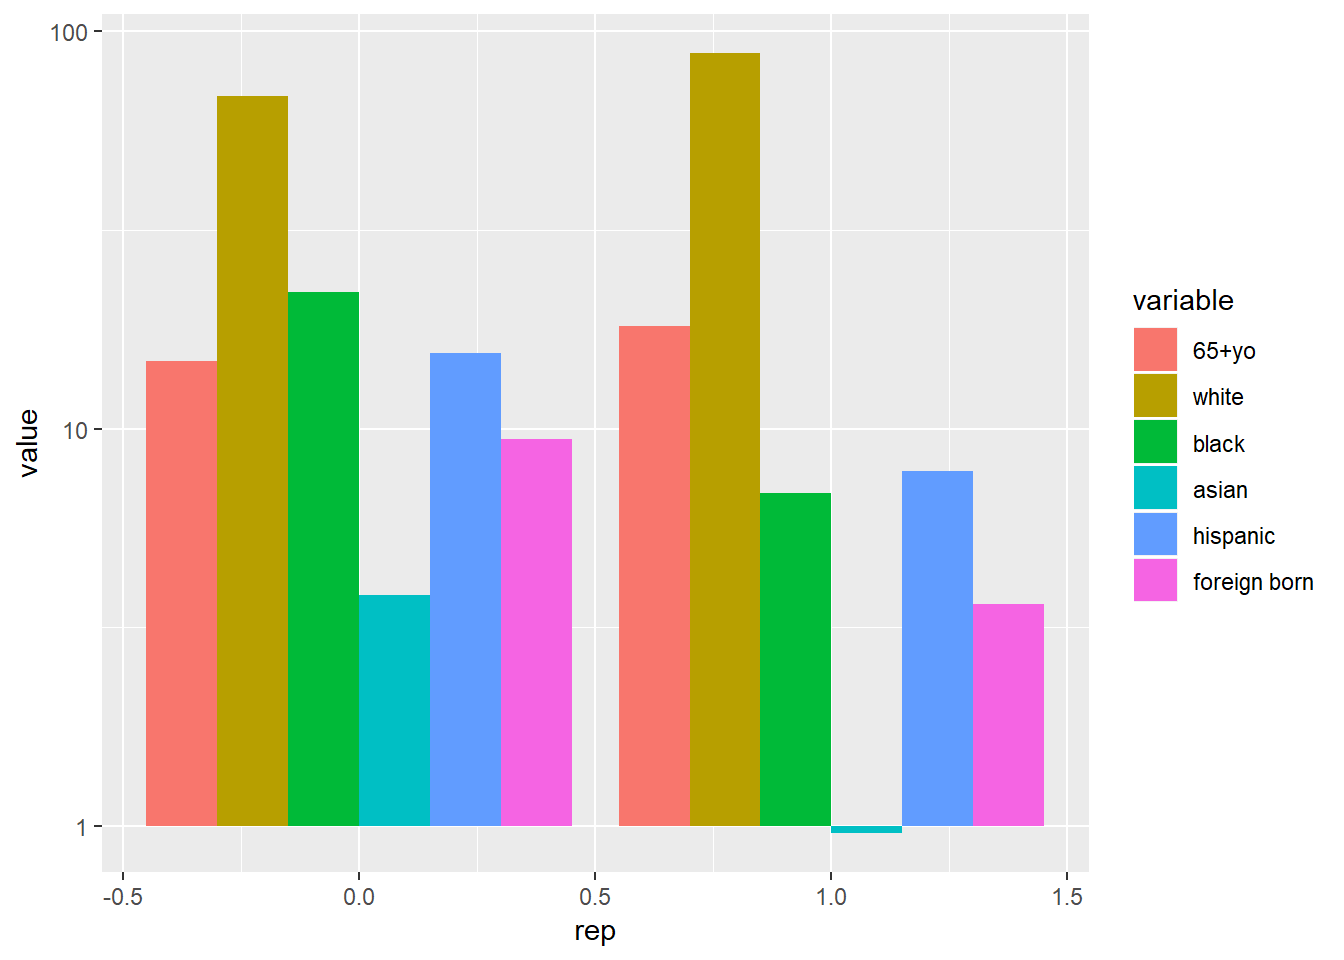 100
10
1
value
-0.5
0.0
0.5
1.0
1.5
rep
variable
65+yo
white
black
asian
hispanic
foreign born